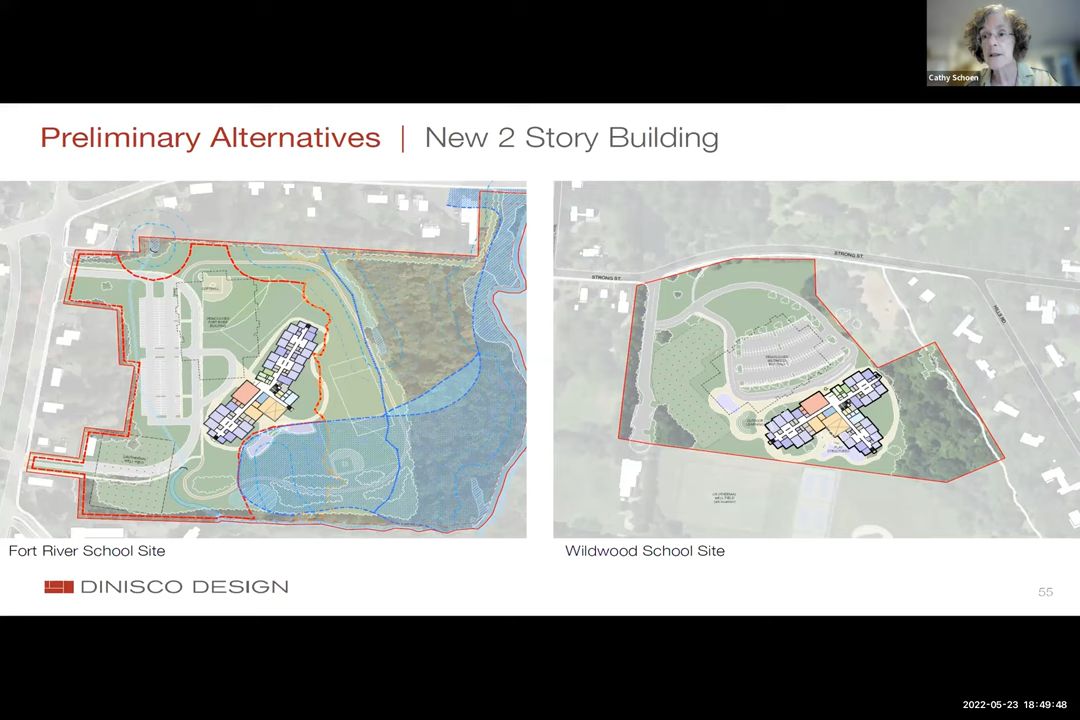 Cathy Schoen
Preliminary Alternatives | New 2 Story Building
STRONG ST.
STRONG ST.
Fort River School Site
Wildwood School Site
DINISCO DESIGN
55
2022-05-23 18:49:48